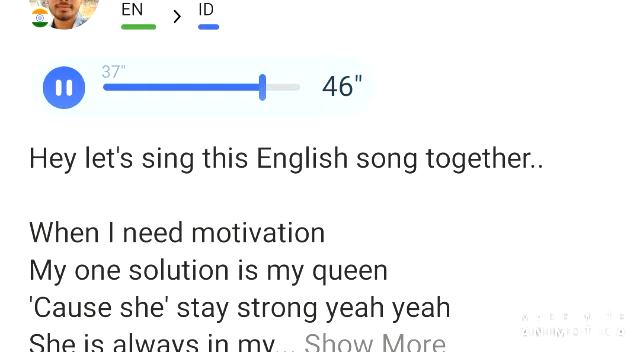 EN > ID
37"
46"
Hey let's sing this English song together..
When I need motivation
My one solution is my queen
'Cause she' stay strong yeah yeah
She is always in my... Show More